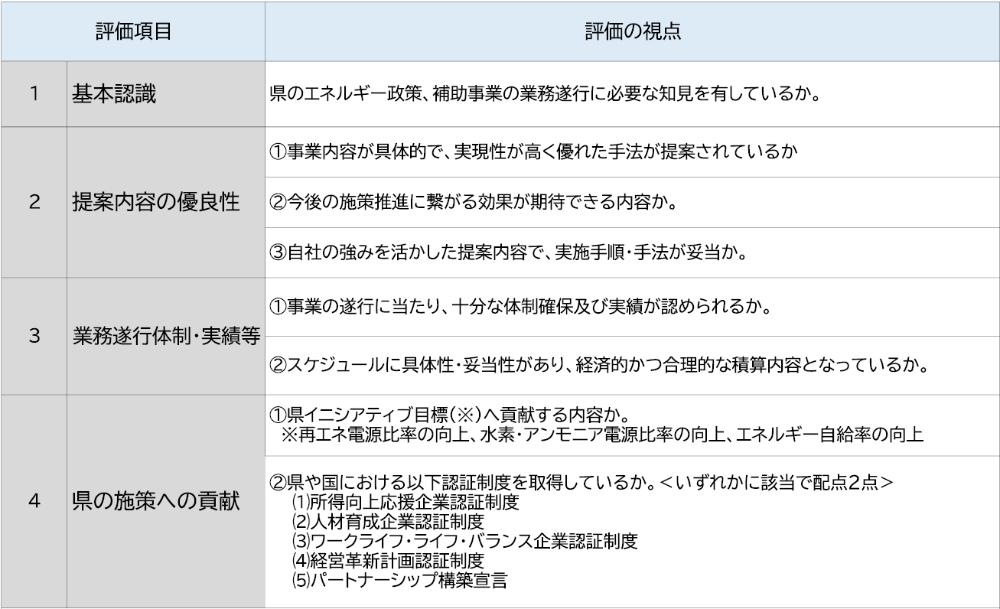 評価項目
評価の視点
1
基本認識
県のエネルギー政策、補助事業の業務遂行に必要な知見を有しているか。
2
提案内容の優良性
①事業内容が具体的で、実現性が高く優れた手法が提案されているか
②今後の施策推進に繋がる効果が期待できる内容か。
③自社の強みを活かした提案内容で、実施手順・手法が妥当か。
3
業務遂行体制・実績等
①事業の遂行に当たり、十分な体制確保及び実績が認められるか。
②スケジュールに具体性・妥当性があり、経済的かつ合理的な積算内容となっているか。
4
県の施策への貢献
①県イニシアティブ目標(※)へ貢献する内容か。
※再エネ電源比率の向上、水素・アンモニア電源比率の向上、エネルギー自給率の向上
②県や国における以下認証制度を取得しているか。<いずれかに該当で配点2点>
⑴所得向上応援企業認証制度
⑵人材育成企業認証制度
⑶ワークライフ・ライフ・バランス企業認証制度
⑷経営革新計画認証制度
⑸パートナーシップ構築宣言